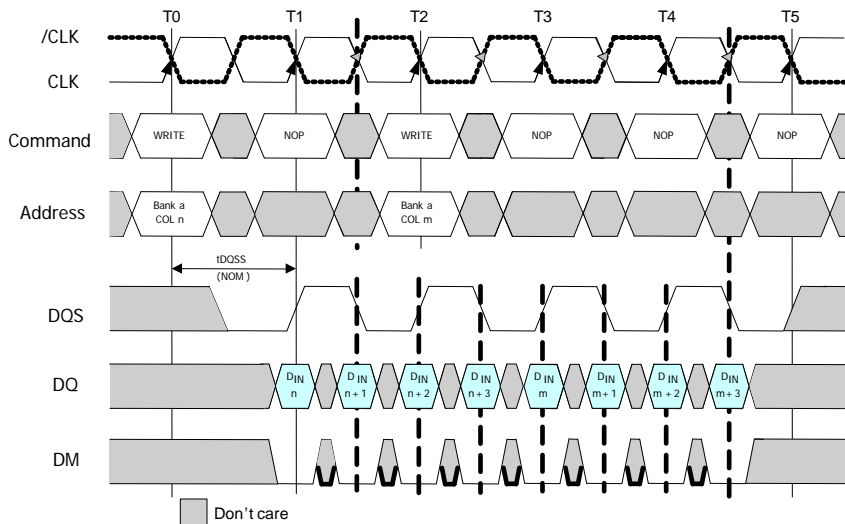 T0 T1 T2 T3 T4 T5
/CLK
CLK
Command WRITE NOP WRITE NOP NOP NOP
Address Bank a COL n Bank a COL m
tDQSS
(NOM )
DQS
DQ DIN n DIN n + 1 DIN n + 2 DIN n + 3 DIN m DIN m + 1 DIN m + 2 DIN m + 3
DM
Don't care